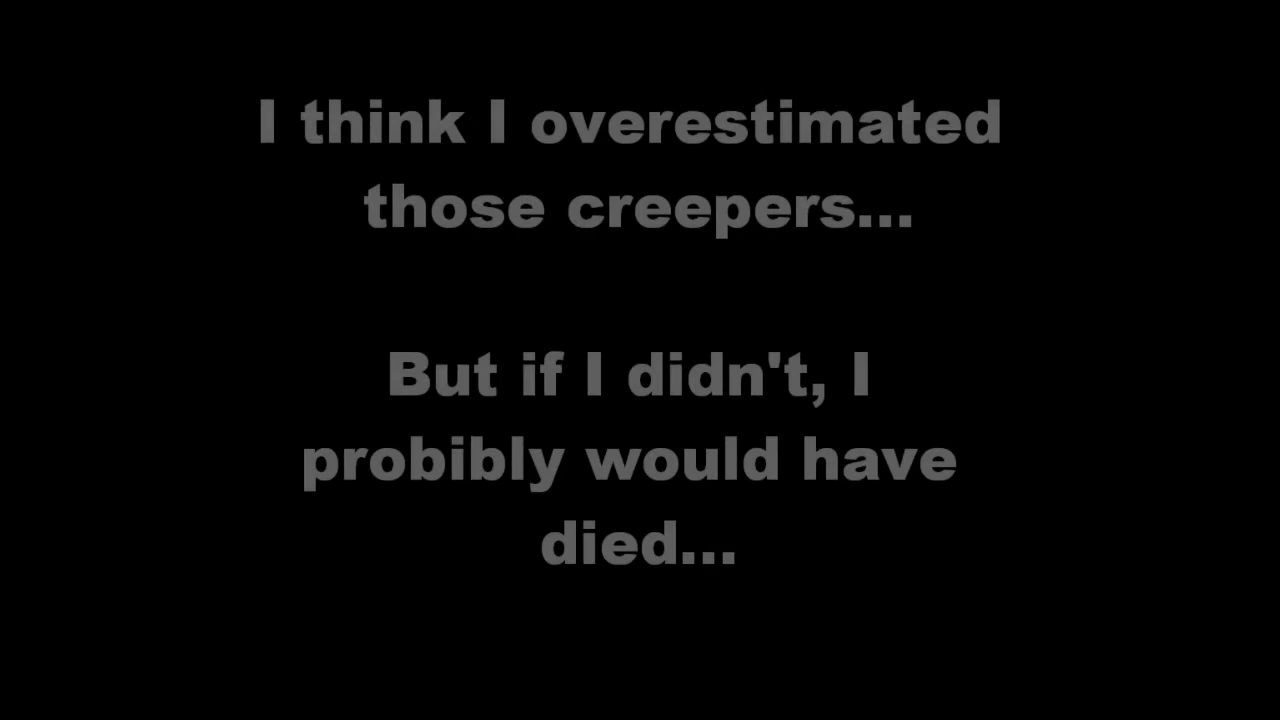 I think I overestimated
those creepers...
But if I didn't, I
probibly would have
died...